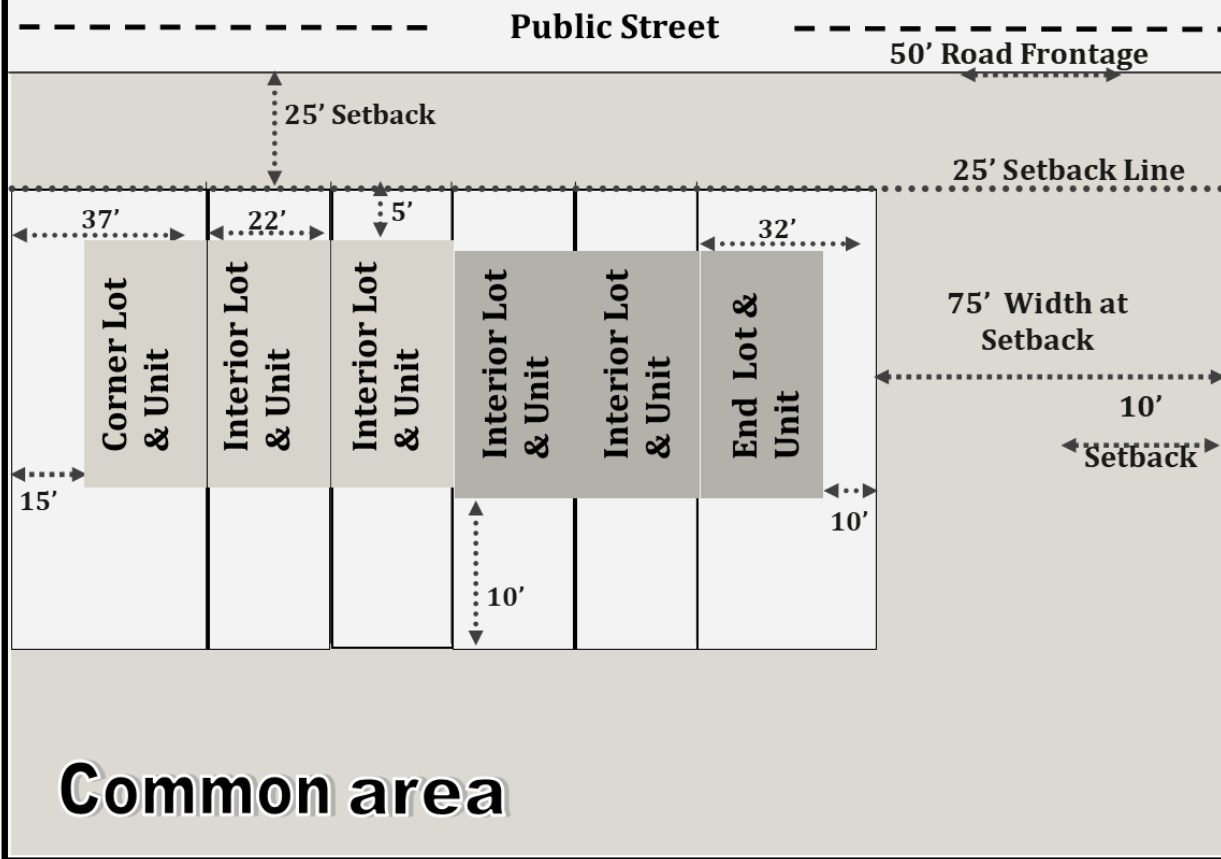 Public Street
50’ Road Frontage
25’ Setback
25’ Setback Line
37’
22’
5’
32’
Corner Lot
& Unit
Interior Lot
& Unit
Interior Lot
& Unit
Interior Lot
& Unit
Interior Lot
& Unit
End Lot &
Unit
75’ Width at
Setback
10’
Setback
15’
10’
10’
Common area